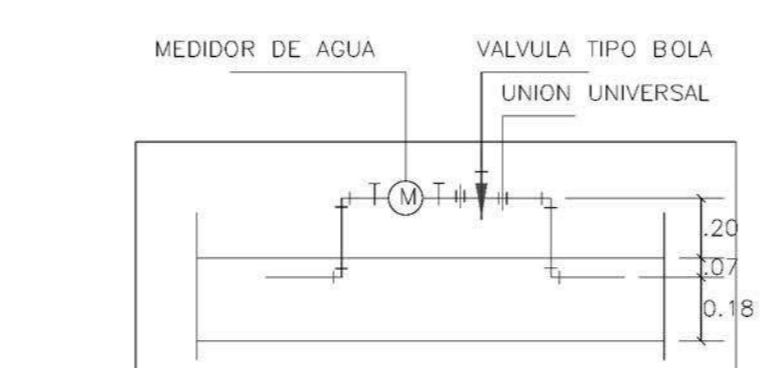 MEDIDOR DE AGUA
VALVULA TIPO BOLA
UNION UNIVERSAL
M
.20
.07
0.18